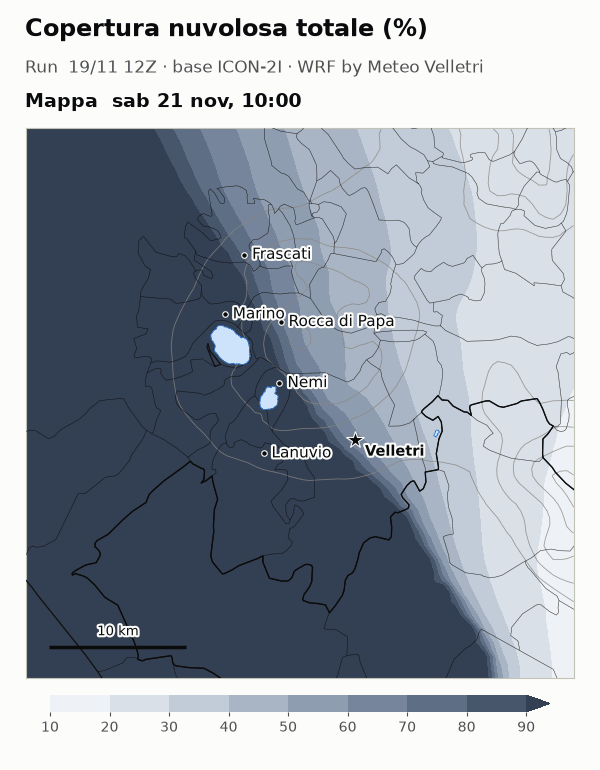 Copertura nuvolosa totale (%)
Run 19/11 12Z · base ICON-2I · WRF by Meteo Velletri
Mappa sab 21 nov, 10:00
Frascati
Marino
Rocca di Papa
Nemi
Velletri
Lanuvio
10 km
10 20 30 40 50 60 70 80 90